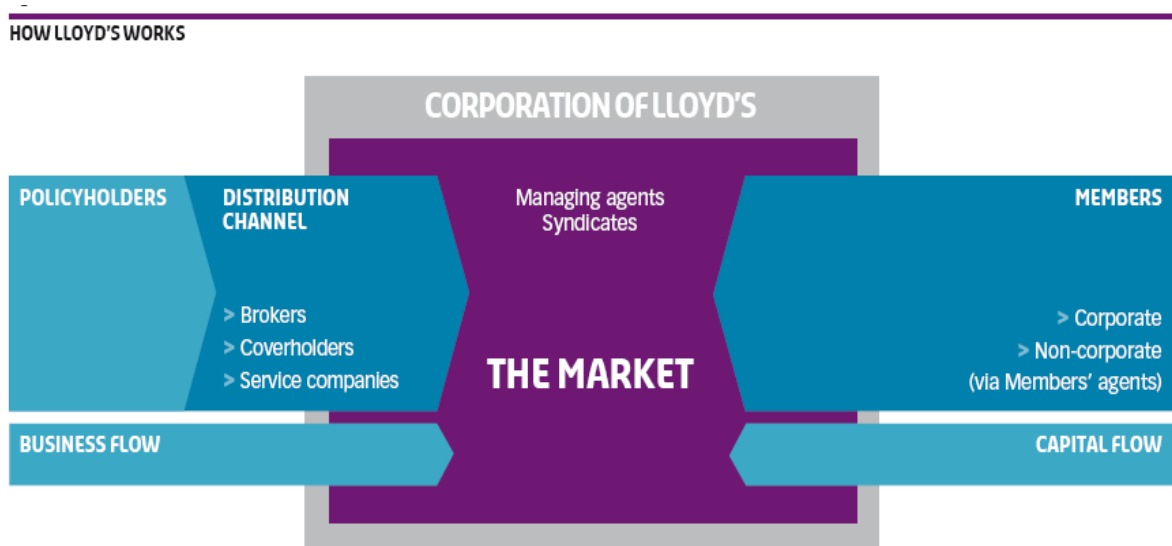 HOW LLOYD'S WORKS
CORPORATION OF LLOYD'S
POLICYHOLDERS
DISTRIBUTION
CHANNEL
> Brokers
> Coverholders
> Service companies
Managing agents
Syndicates
THE MARKET
MEMBERS
> Corporate
> Non-corporate
(via Members' agents)
BUSINESS FLOW
CAPITAL FLOW